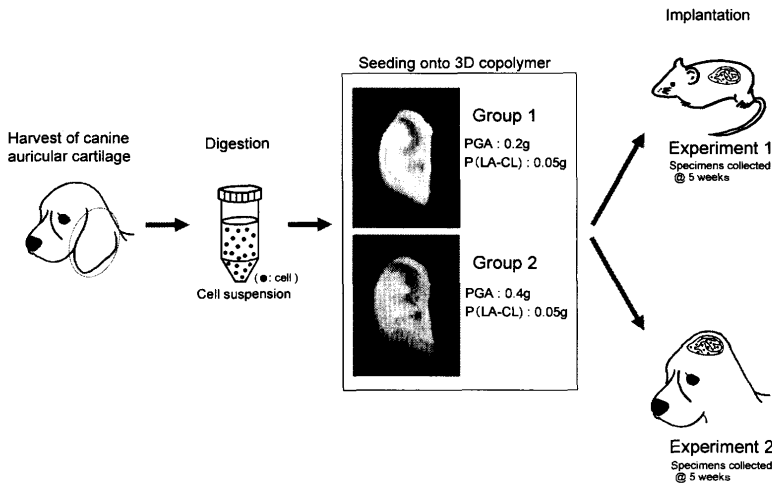 Implantation
Seeding onto 3D copolymer
Harvest of canine
auricular cartilage
Digestion
(●: cell)
Cell suspension
Group 1
PGA : 0.2g
P(LA-CL) : 0.05g
Group 2
PGA : 0.4g
P(LA-CL) : 0.05g
Experiment 1
Specimens collected
@ 5 weeks
Experiment 2
Specimens collected
@ 5 weeks